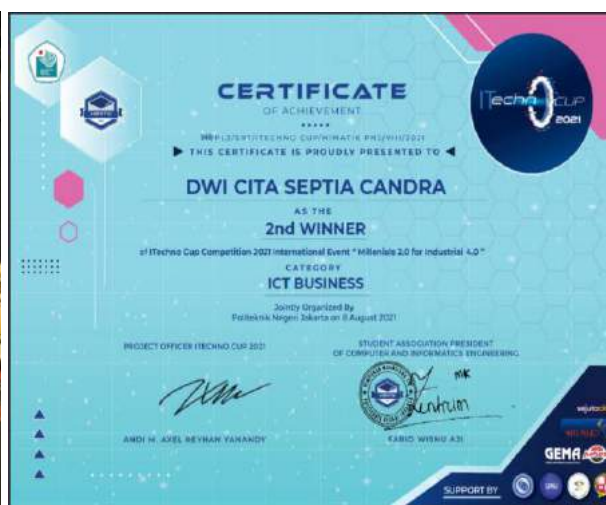 CERTIFICATE
OF ACHIEVEMENT
THIS CERTIFICATE IS PROUDLY PRESENTED TO
ITechno CUP
2021
DWI CITA SEPTIA CANDRA
AS THE
2nd WINNER
of ITechno Cup Competition 2021 International Event " Millenials 2.0 for Industrial 4.0 "
CATEGORY
ICT BUSINESS
Jointly Organized By
Politeknik Negeri Jakarta on 8 August 2021
PROJECT OFFICER ITECHNO CUP 2021
STUDENT ASSOCIATION PRESIDENT
OF COMPUTER AND INFORMATICS ENGINEERING
ANDI M. AXEL REYHAN YANANDY
FARID WISNU AJI
GEMA
SUPPORT BY